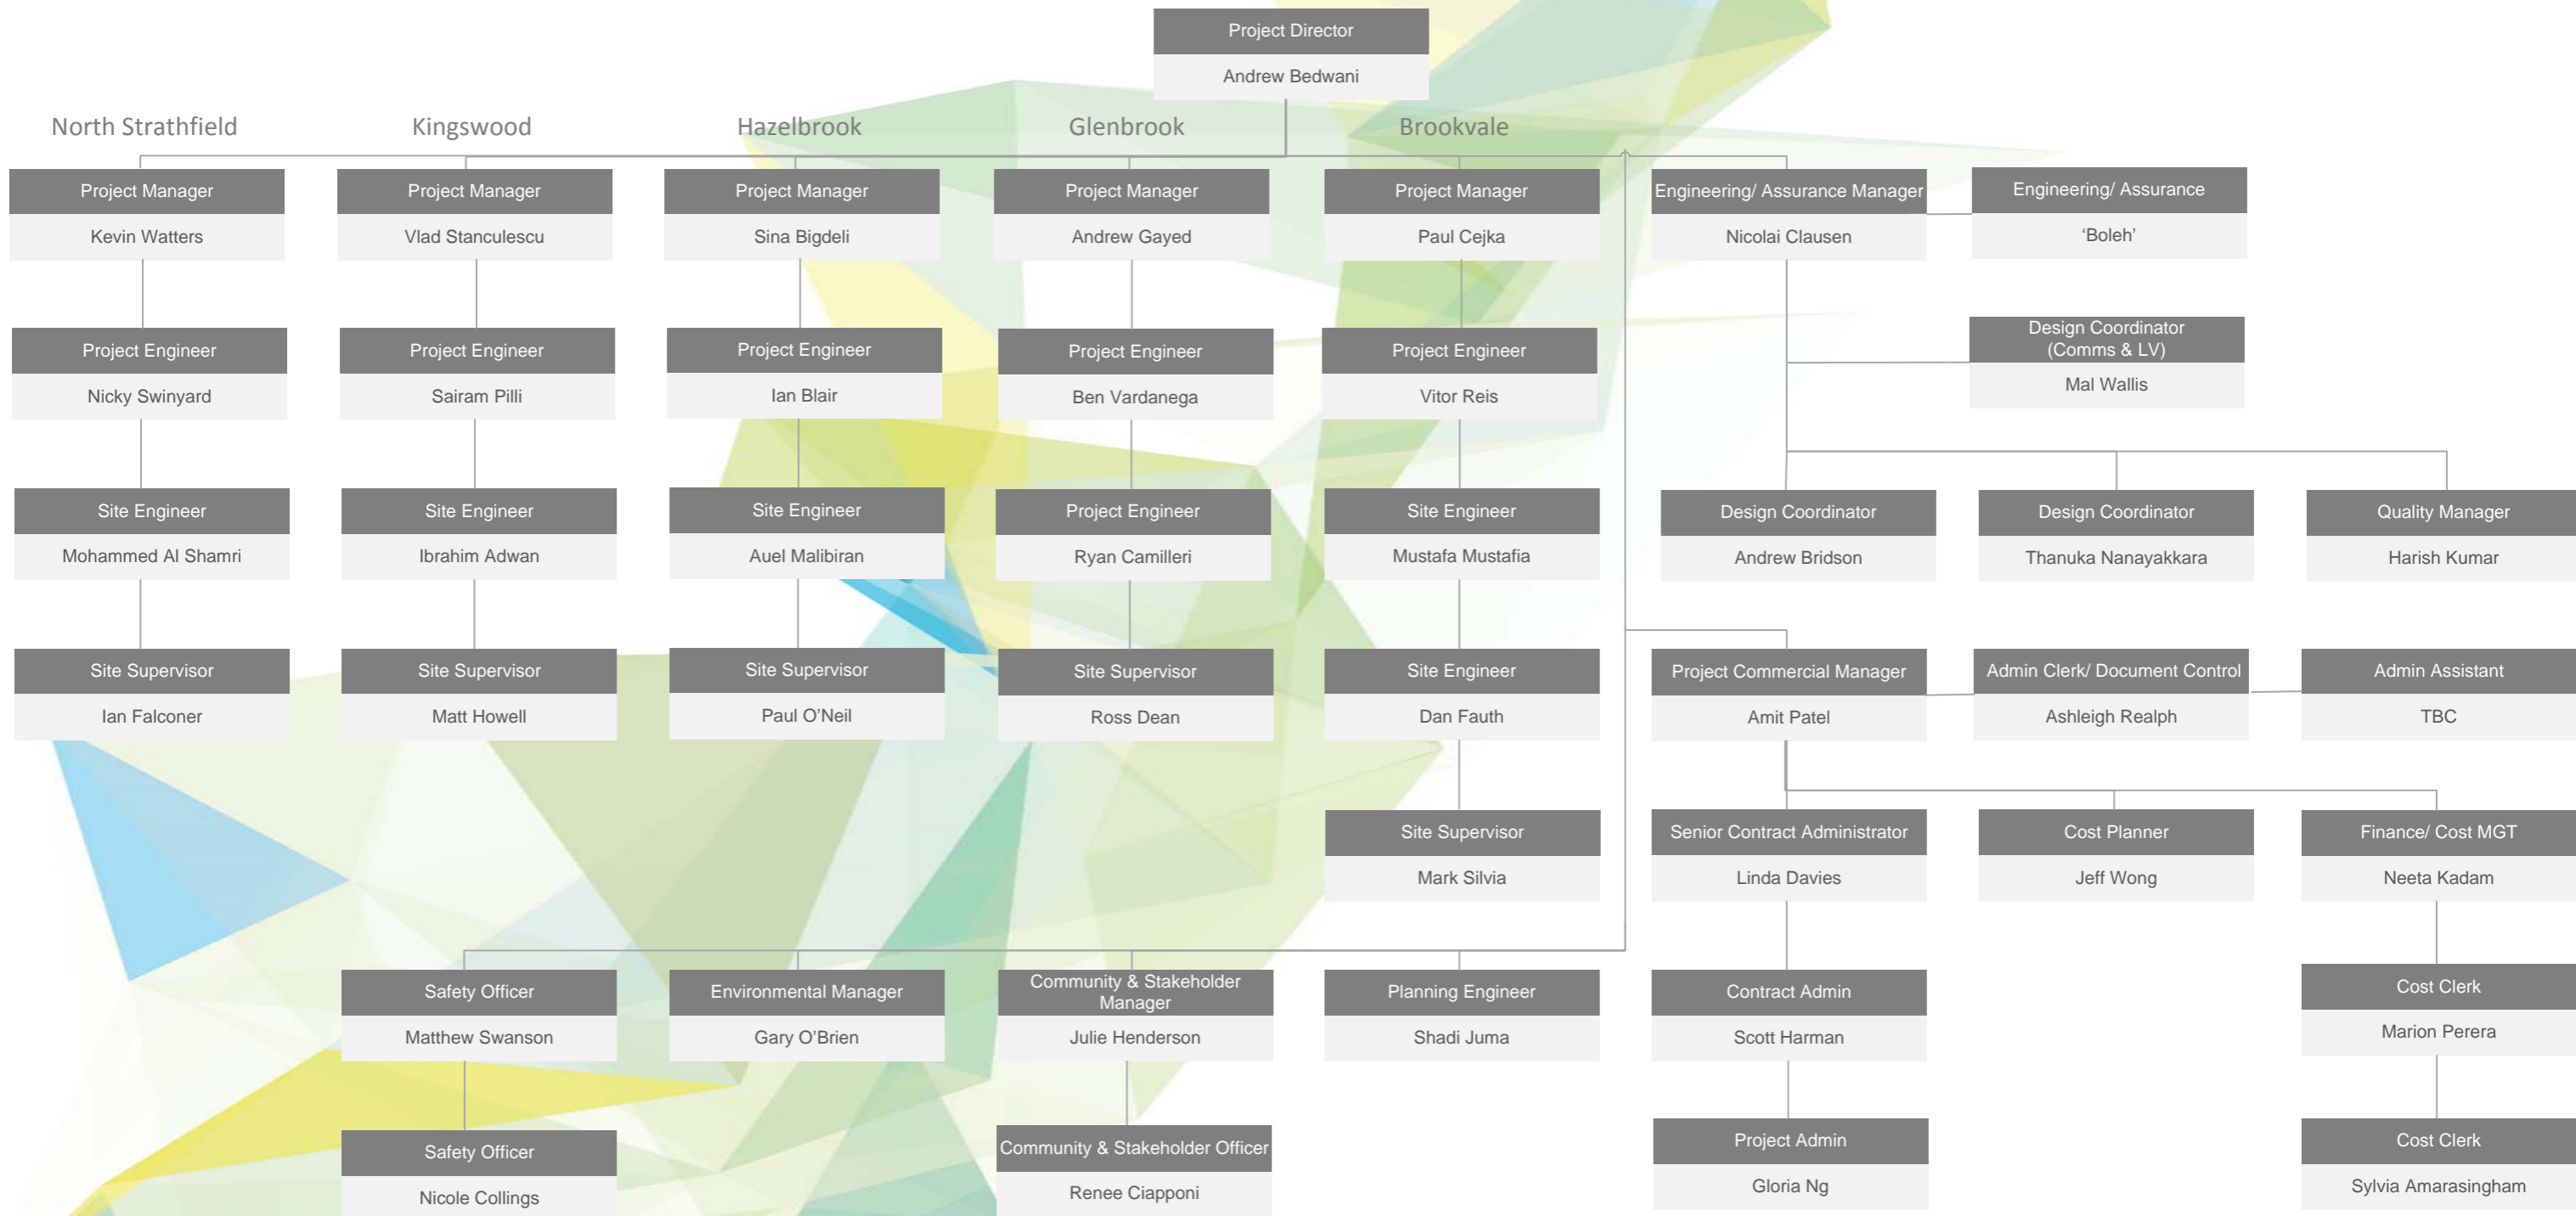 Project Director
Andrew Bedwani
North Strathfield
Kingswood
Hazelbrook
Glenbrook
Brookvale
Project Manager
Kevin Watters
Project Manager
Vlad Stanculescu
Project Manager
Sina Bigdeli
Project Manager
Andrew Gayed
Project Manager
Paul Cejka
Engineering/ Assurance Manager
Nicolai Clausen
Engineering/ Assurance
‘Boleh’
Project Engineer
Nicky Swinyard
Project Engineer
Sairam Pilli
Project Engineer
Ian Blair
Project Engineer
Ben Vardanega
Project Engineer
Vitor Reis
Design Coordinator
(Comms & LV)
Mal Wallis
Site Engineer
Mohammed Al Shamri
Site Engineer
Ibrahim Adwan
Site Engineer
Auel Malibiran
Project Engineer
Ryan Camilleri
Site Engineer
Mustafa Mustafia
Design Coordinator
Andrew Bridson
Design Coordinator
Thanuka Nanayakkara
Quality Manager
Harish Kumar
Site Supervisor
Ian Falconer
Site Supervisor
Matt Howell
Site Supervisor
Paul O’Neil
Site Supervisor
Ross Dean
Site Engineer
Dan Fauth
Project Commercial Manager
Amit Patel
Admin Clerk/ Document Control
Ashleigh Realph
Admin Assistant
TBC
Site Supervisor
Mark Silvia
Senior Contract Administrator
Linda Davies
Cost Planner
Jeff Wong
Finance/ Cost MGT
Neeta Kadam
Safety Officer
Matthew Swanson
Environmental Manager
Gary O’Brien
Community & Stakeholder
Manager
Julie Henderson
Planning Engineer
Shadi Juma
Contract Admin
Scott Harman
Cost Clerk
Marion Perera
Safety Officer
Nicole Collings
Community & Stakeholder Officer
Renee Ciapponi
Project Admin
Gloria Ng
Cost Clerk
Sylvia Amarasingham